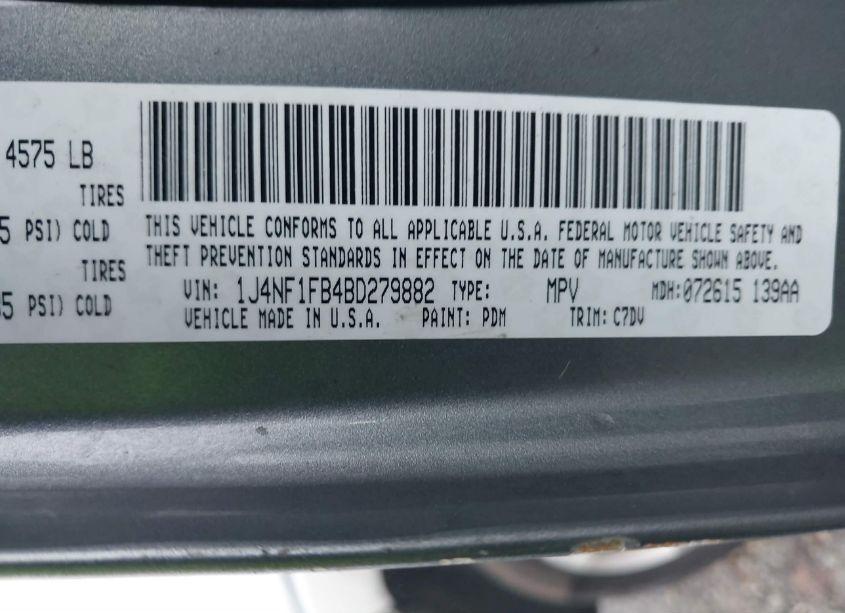 4575 LB
TIRES
5 PSI) COLD
TIRES
35 PSI) COLD
THIS VEHICLE CONFORMS TO ALL APPLICABLE U.S.A. FEDERAL MOTOR VEHICLE SAFETY AND
THEFT PREVENTION STANDARDS IN EFFECT ON THE DATE OF MANUFACTURE SHOWN ABOVE.
VIN: 1J4NF1FB4BD279882 TYPE: MPV MDH:072615 139AA
VEHICLE MADE IN U.S.A. PAINT: PDM TRIM: C7DV